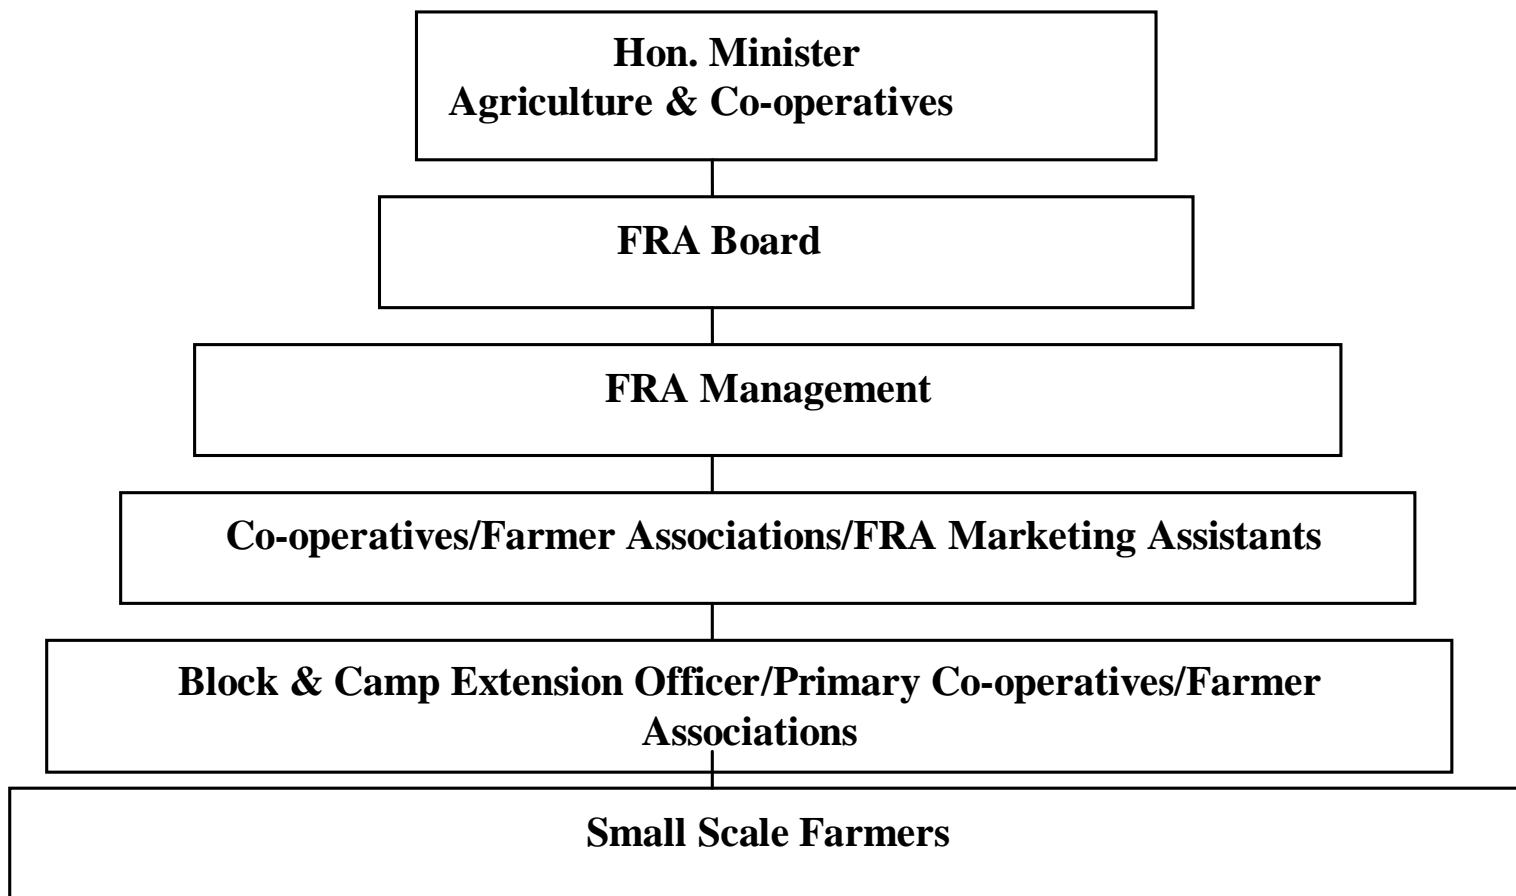 Hon. Minister
Agriculture & Co-operatives
FRA Board
FRA Management
Co-operatives/Farmer Associations/FRA Marketing Assistants
Block & Camp Extension Officer/Primary Co-operatives/Farmer
Associations
Small Scale Farmers